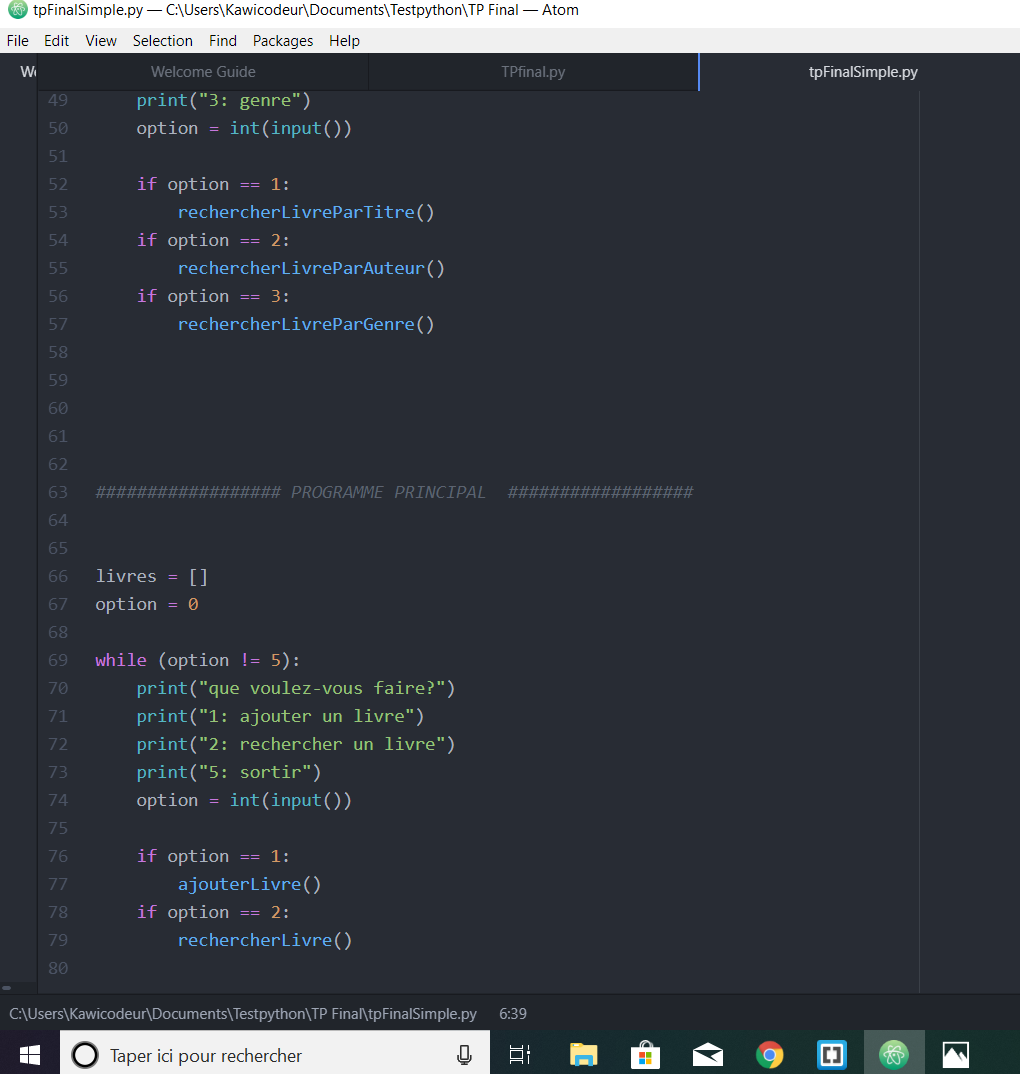 tpFinalSimple.py — C:\Users\Kawicodeur\Documents\Testpython\TP Final — Atom
File Edit View Selection Find Packages Help
We Welcome Guide TPfinal.py tpFinalSimple.py
49 print("3: genre")
50 option = int(input())
51
52 if option == 1:
53 rechercherLivreParTitre()
54 if option == 2:
55 rechercherLivreParAuteur()
56 if option == 3:
57 rechercherLivreParGenre()
58
59
60
61
62
63 ################## PROGRAMME PRINCIPAL ##################
64
65
66 livres = []
67 option = 0
68
69 while (option != 5):
70 print("que voulez-vous faire?")
71 print("1: ajouter un livre")
72 print("2: rechercher un livre")
73 print("5: sortir")
74 option = int(input())
75
76 if option == 1:
77 ajouterLivre()
78 if option == 2:
79 rechercherLivre()
80
C:\Users\Kawicodeur\Documents\Testpython\TP Final\tpFinalSimple.py 6:39
Taper ici pour rechercher